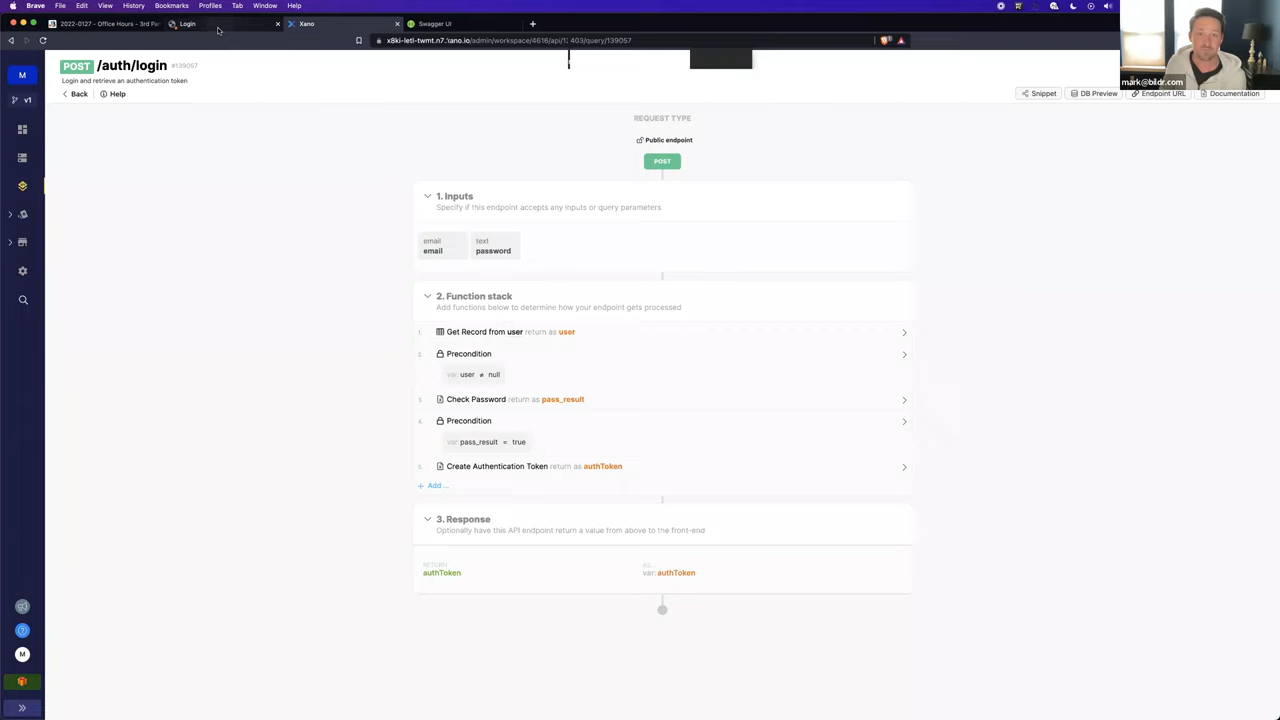 Brave File Edit View History Bookmarks Profiles Tab Window Help
2022-0127 - Office Hours - 3rd Pa
Login
Xano
Swagger UI
x8ki-letl-twmt.n7.xano.io/admin/workspace/4616/api/1: 403/query/139057
mark@bildr.com
M
POST /auth/login #139057
Login and retrieve an authentication token
Back
Help
Snippet
DB Preview
Endpoint URL
Documentation
v1
REQUEST TYPE
Public endpoint
POST
1. Inputs
Specify if this endpoint accepts any inputs or query parameters
email
email
text
password
2. Function stack
Add functions below to determine how your endpoint gets processed
1. Get Record from user return as user
2. Precondition
var: user ≠ null
3. Check Password return as pass_result
4. Precondition
var: pass_result = true
5. Create Authentication Token return as authToken
+ Add ...
3. Response
Optionally have this API endpoint return a value from above to the front-end
RETURN
authToken
AS...
var: authToken
M